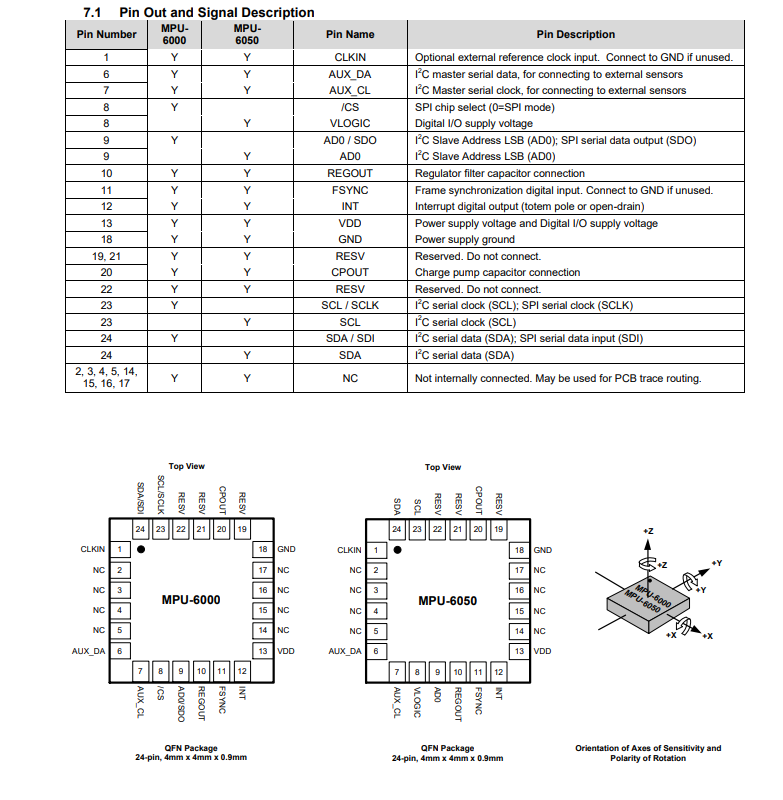 7.1 Pin Out and Signal Description
Pin Number MPU-6000 MPU-6050 Pin Name Pin Description
1 Y Y CLKIN Optional external reference clock input. Connect to GND if unused.
6 Y Y AUX_DA I²C master serial data, for connecting to external sensors
7 Y Y AUX_CL I²C Master serial clock, for connecting to external sensors
8 Y /CS SPI chip select (0=SPI mode)
8 Y VLOGIC Digital I/O supply voltage
9 Y AD0 / SDO I²C Slave Address LSB (AD0); SPI serial data output (SDO)
9 Y AD0 I²C Slave Address LSB (AD0)
10 Y Y REGOUT Regulator filter capacitor connection
11 Y Y FSYNC Frame synchronization digital input. Connect to GND if unused.
12 Y Y INT Interrupt digital output (totem pole or open-drain)
13 Y Y VDD Power supply voltage and Digital I/O supply voltage
18 Y Y GND Power supply ground
19, 21 Y Y RESV Reserved. Do not connect.
20 Y Y CPOUT Charge pump capacitor connection
22 Y Y RESV Reserved. Do not connect.
23 Y SCL / SCLK I²C serial clock (SCL); SPI serial clock (SCLK)
23 Y SCL I²C serial clock (SCL)
24 Y SDA / SDI I²C serial data (SDA); SPI serial data input (SDI)
24 Y SDA I²C serial data (SDA)
2, 3, 4, 5, 14,
15, 16, 17 Y Y NC Not internally connected. May be used for PCB trace routing.
Top View
SDA/SDI SCL/SCLK RESV RESV CPOUT RESV
24 23 22 21 20 19
CLKIN 1 18 GND
NC 2 17 NC
NC 3 16 NC
MPU-6000
NC 4 15 NC
NC 5 14 NC
AUX_DA 6 13 VDD
7 8 9 10 11 12
AUX_CL /CS AD0/SDO REGOUT FSYNC INT
QFN Package
24-pin, 4mm x 4mm x 0.9mm
Top View
SDA SCL RESV RESV CPOUT RESV
24 23 22 21 20 19
CLKIN 1 18 GND
NC 2 17 NC
NC 3 16 NC
MPU-6050
NC 4 15 NC
NC 5 14 NC
AUX_DA 6 13 VDD
7 8 9 10 11 12
AUX_CL VLOGIC AD0 REGOUT FSYNC INT
QFN Package
24-pin, 4mm x 4mm x 0.9mm
+Z
+Z
+Y
+Y
MPU-6000
MPU-6050
+X
+X
Orientation of Axes of Sensitivity and
Polarity of Rotation